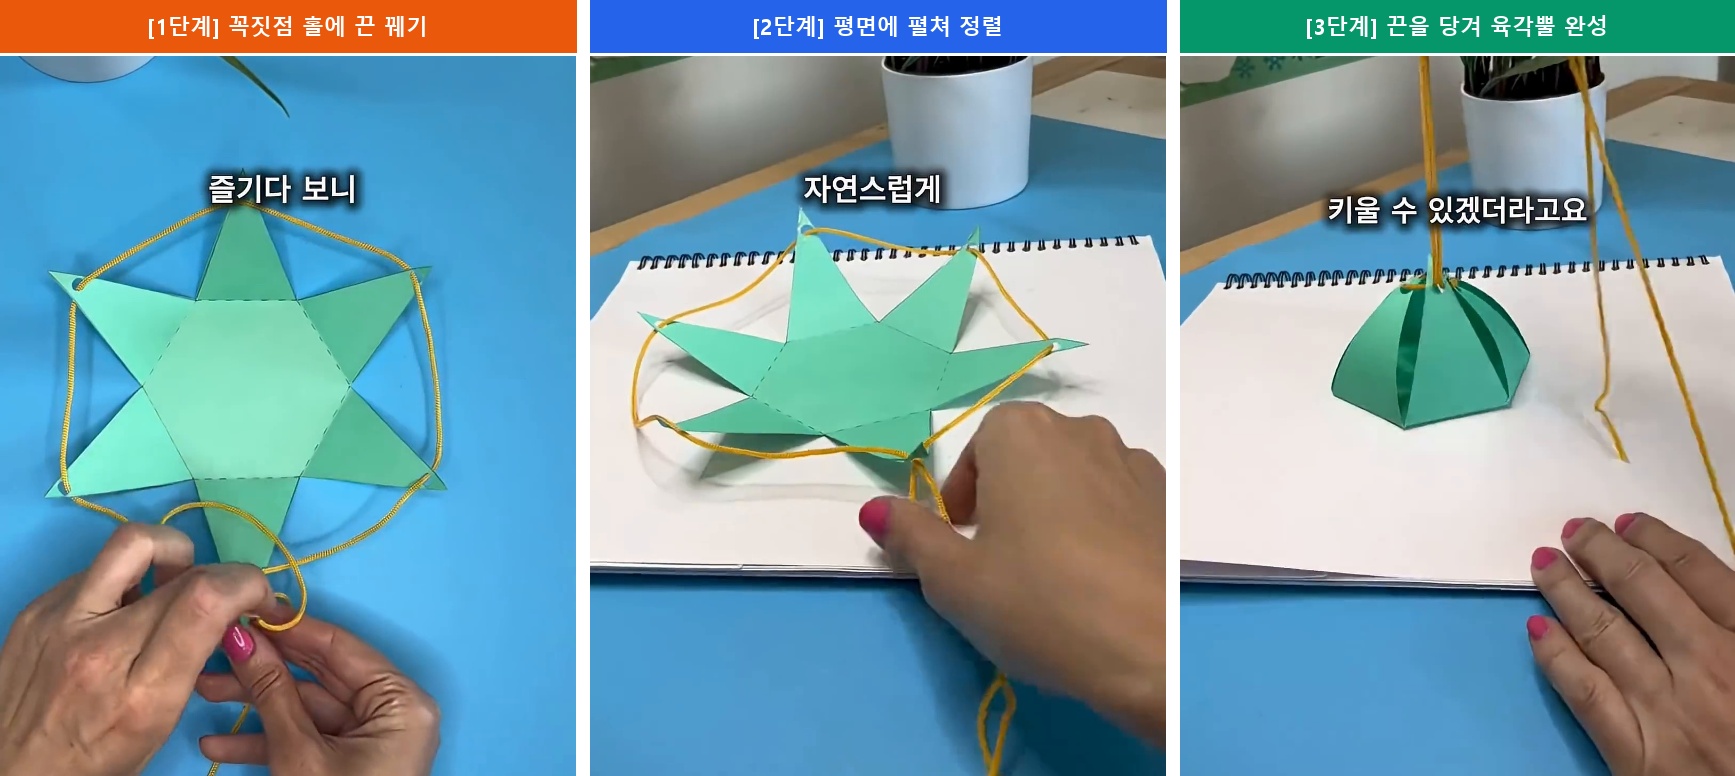 [1단계] 꼭짓점 홀에 끈 꿰기
[2단계] 평면에 펼쳐 정렬
[3단계] 끈을 당겨 육각뿔 완성
즐기다 보니
자연스럽게
키울 수 있겠더라고요